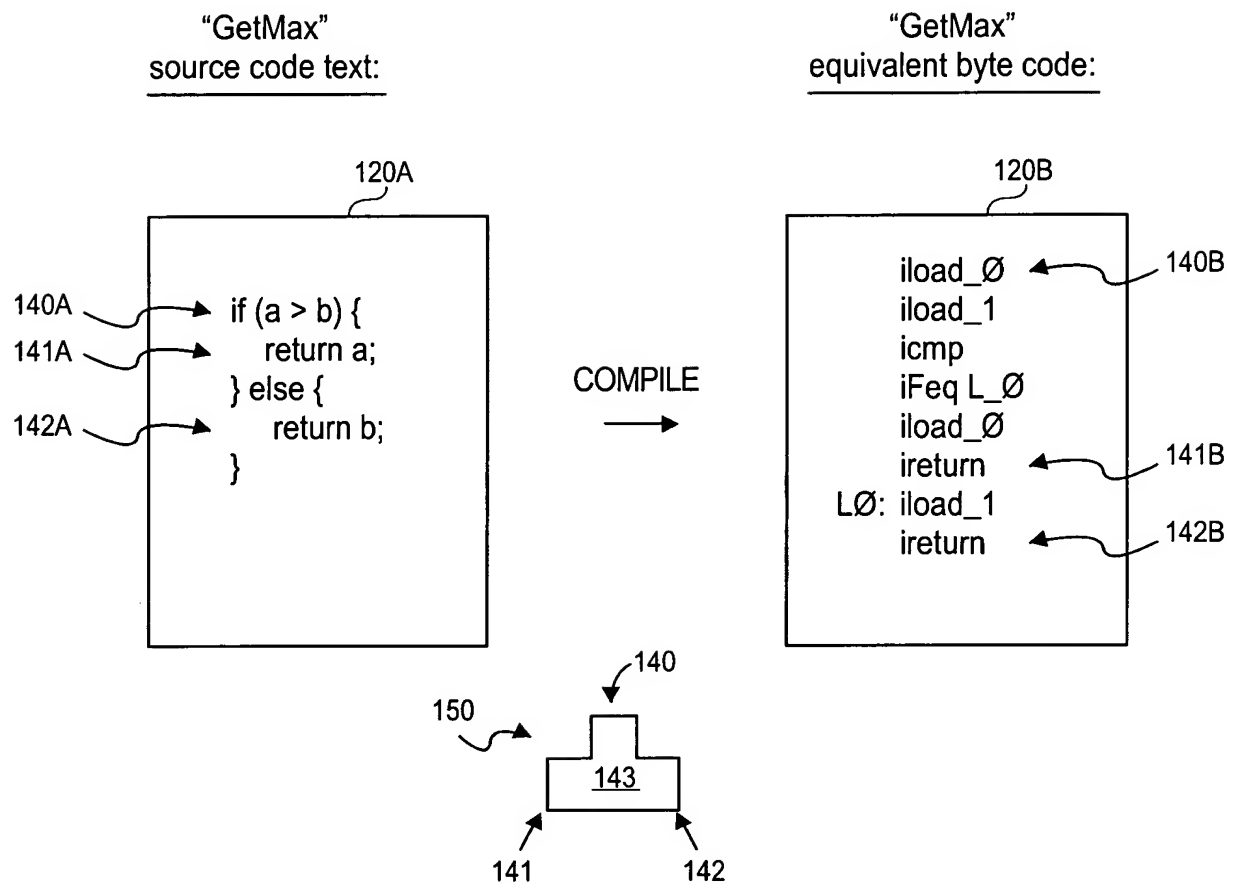 “GetMax”
source code text:
“GetMax”
equivalent byte code:
120A
140A
if (a > b) {
141A
return a;
} else {
142A
return b;
}
COMPILE
120B
iload_Ø
140B
iload_1
icmp
iFeq L_Ø
iload_Ø
ireturn
141B
LØ: iload_1
ireturn
142B
140
150
143
141
142